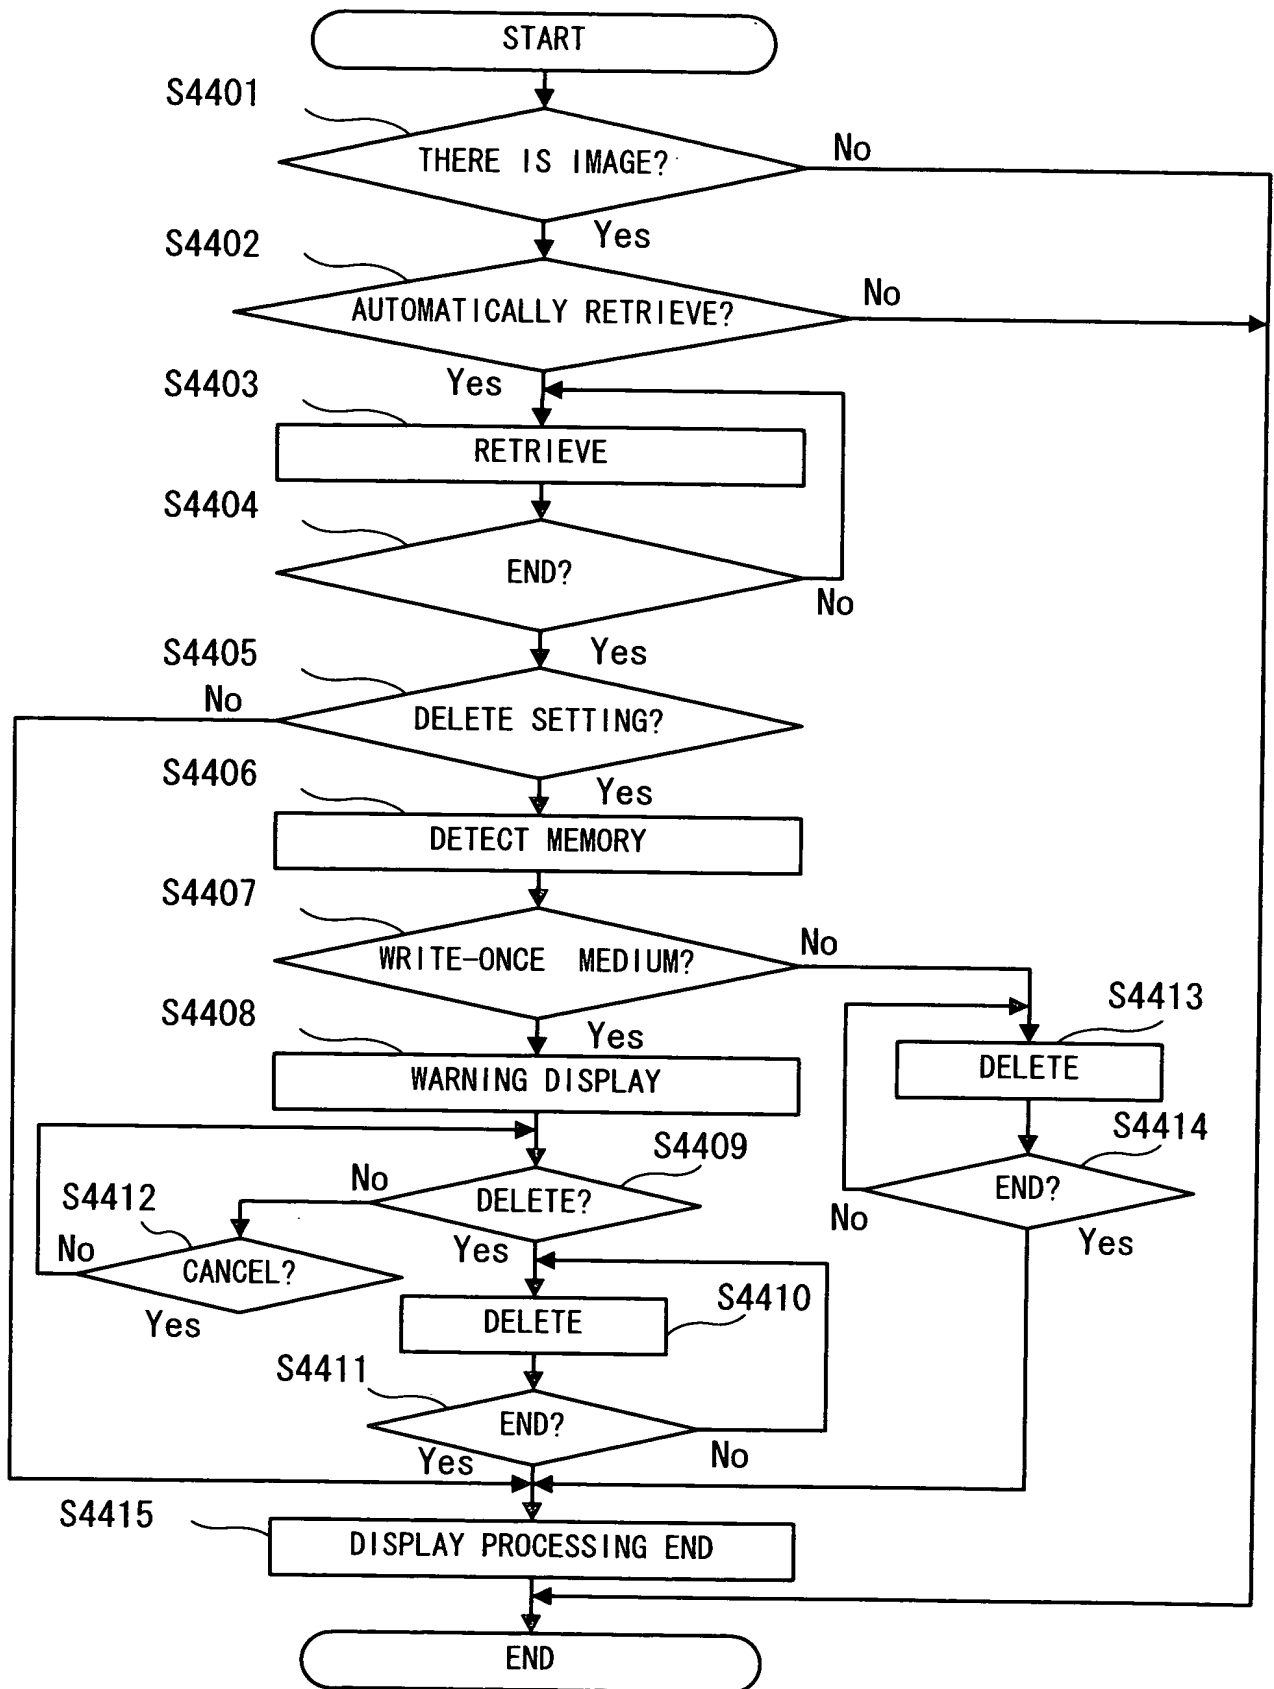 START
S4401
THERE IS IMAGE?
No
Yes
S4402
AUTOMATICALLY RETRIEVE?
No
Yes
S4403
RETRIEVE
S4404
END?
No
Yes
S4405
No
DELETE SETTING?
S4406
Yes
DETECT MEMORY
S4407
WRITE-ONCE MEDIUM?
No
S4408
Yes
WARNING DISPLAY
S4413
DELETE
S4414
END?
No
Yes
S4409
No
DELETE?
S4412
Yes
No
CANCEL?
Yes
S4410
DELETE
S4411
END?
Yes
No
S4415
DISPLAY PROCESSING END
END